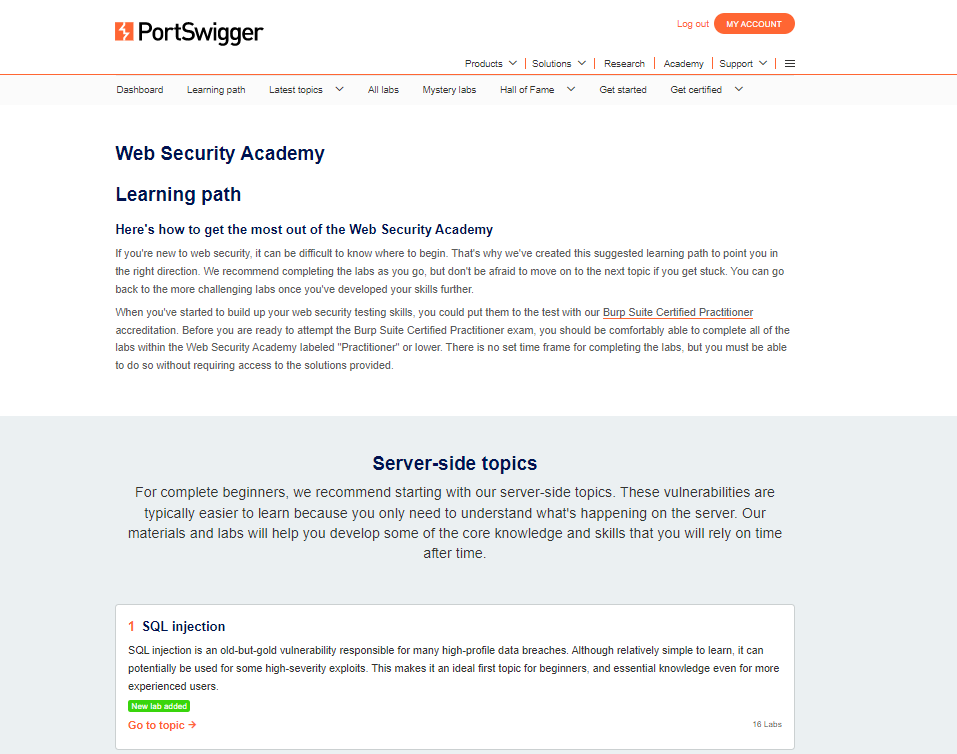 PortSwigger
Log out MY ACCOUNT
Products Solutions Research Academy Support
Dashboard Learning path Latest topics All labs Mystery labs Hall of Fame Get started Get certified
Web Security Academy
Learning path
Here's how to get the most out of the Web Security Academy
If you're new to web security, it can be difficult to know where to begin. That's why we've created this suggested learning path to point you in
the right direction. We recommend completing the labs as you go, but don't be afraid to move on to the next topic if you get stuck. You can go
back to the more challenging labs once you've developed your skills further.
When you've started to build up your web security testing skills, you could put them to the test with our Burp Suite Certified Practitioner
accreditation. Before you are ready to attempt the Burp Suite Certified Practitioner exam, you should be comfortably able to complete all of the
labs within the Web Security Academy labeled "Practitioner" or lower. There is no set time frame for completing the labs, but you must be able
to do so without requiring access to the solutions provided.
Server-side topics
For complete beginners, we recommend starting with our server-side topics. These vulnerabilities are
typically easier to learn because you only need to understand what's happening on the server. Our
materials and labs will help you develop some of the core knowledge and skills that you will rely on time
after time.
1 SQL injection
SQL injection is an old-but-gold vulnerability responsible for many high-profile data breaches. Although relatively simple to learn, it can
potentially be used for some high-severity exploits. This makes it an ideal first topic for beginners, and essential knowledge even for more
experienced users.
New lab added
Go to topic → 16 Labs